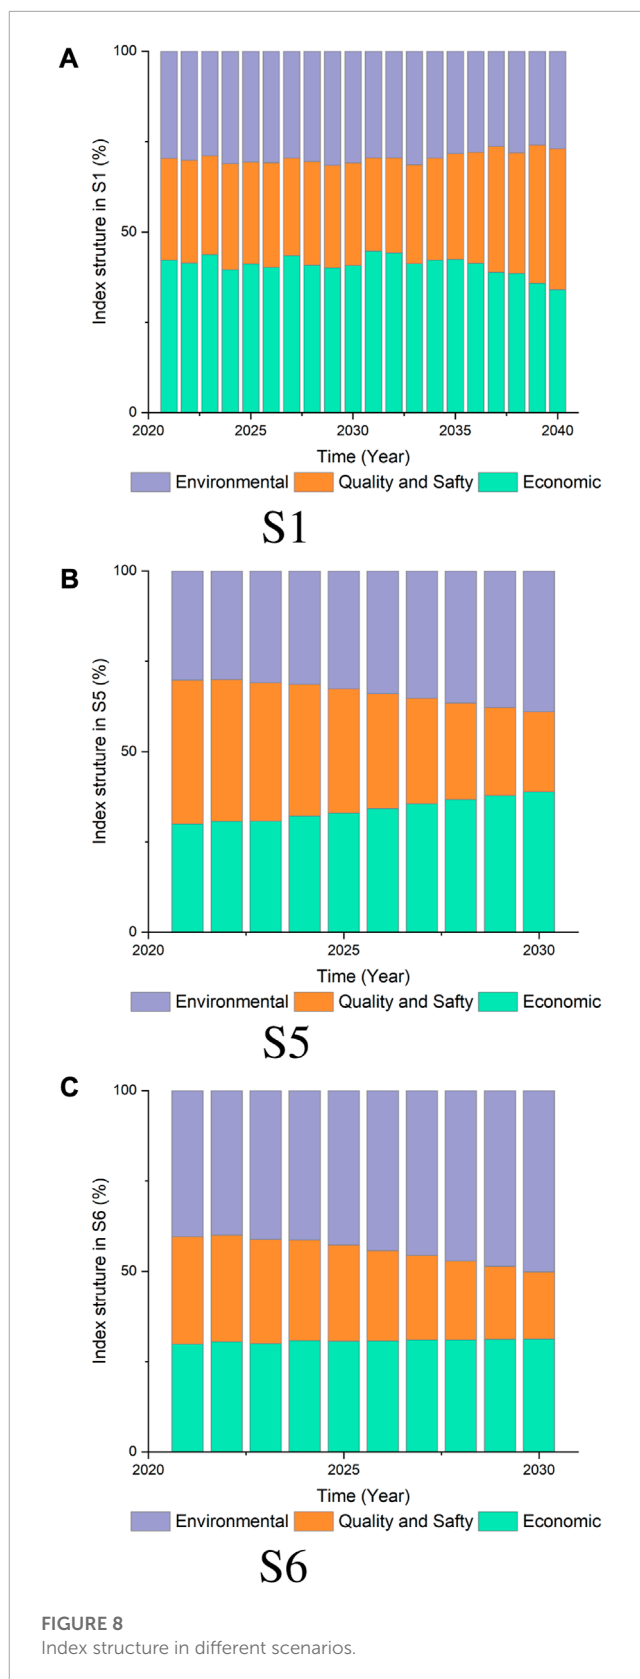 A
100
50
0
Index struture in S1 (%)
2020 2025 2030 2035 2040
Time (Year)
Environmental Quality and Safty Economic
S1
B
100
50
0
Index struture in S5 (%)
2020 2025 2030
Time (Year)
Environmental Quality and Safty Economic
S5
C
100
50
0
Index struture in S6 (%)
2020 2025 2030
Time (Year)
Environmental Quality and Safty Economic
S6
FIGURE 8
Index structure in different scenarios.